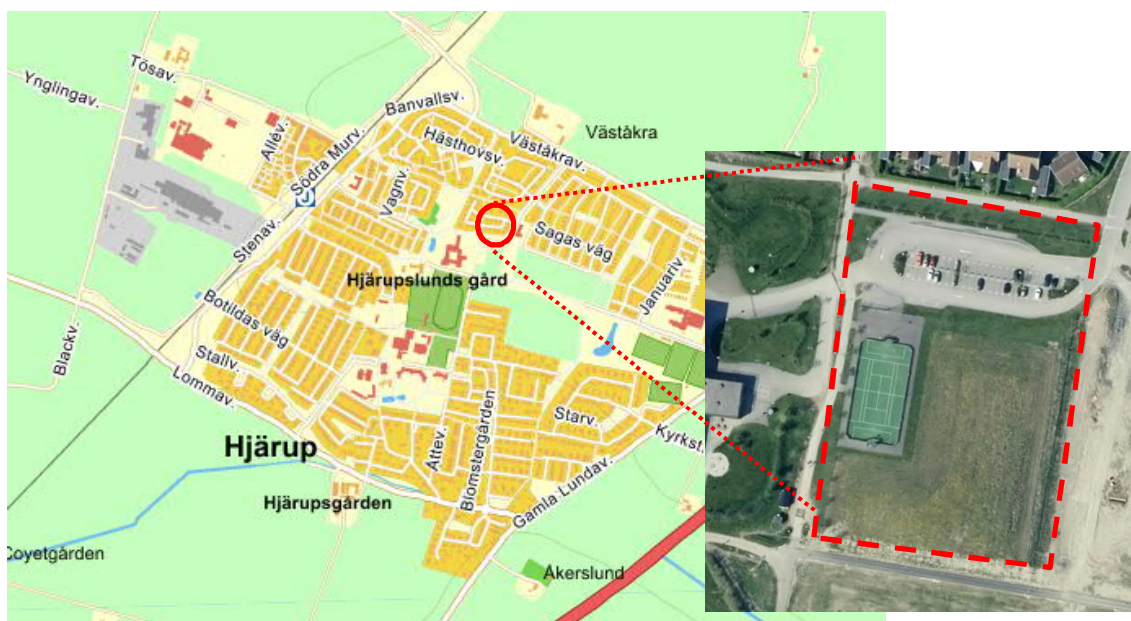 Tösav.
Ynglingav.
Banvallsv.
Allév.
Hästhovsv.
Väståkra
Södra Murv.
Väståkrav.
Vagnv.
Stenav.
Sagas väg
Hjärupslunds gård
Januariv.
Botildas väg
Blackv.
Stallv.
Lommav.
Blomstergården
Starv.
Kyrkst.
Hjärup
Ättev.
Gamla Lundav.
Hjärupsgården
Coyetgården
Åkerslund